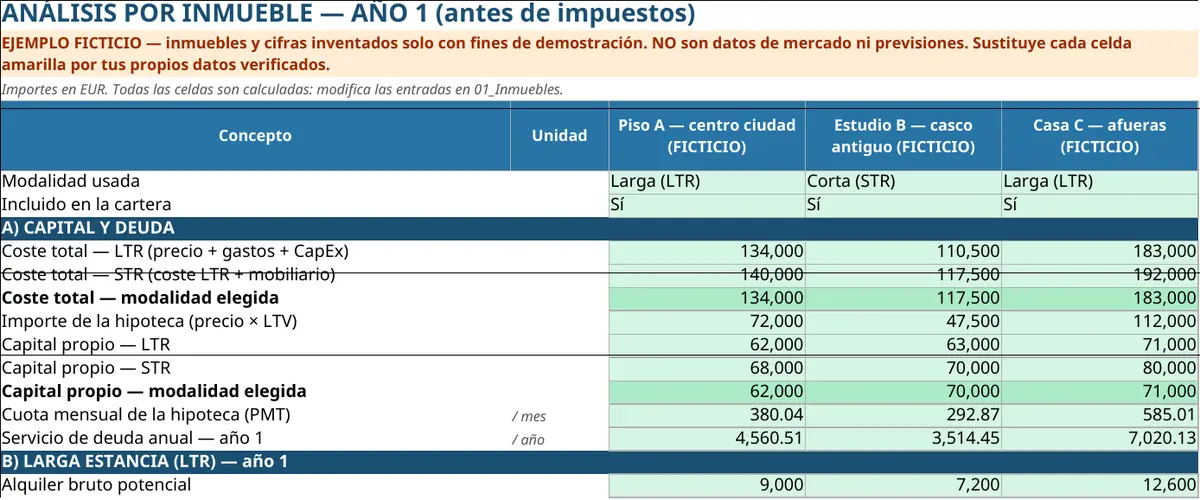 ANÁLISIS POR INMUEBLE — AÑO 1 (antes de impuestos)
EJEMPLO FICTICIO — inmuebles y cifras inventados solo con fines de demostración. NO son datos de mercado ni previsiones. Sustituye cada celda
amarilla por tus propios datos verificados.
Importes en EUR. Todas las celdas son calculadas: modifica las entradas en 01_Inmuebles.
Concepto Unidad Piso A — centro ciudad (FICTICIO) Estudio B — casco antiguo (FICTICIO) Casa C — afueras (FICTICIO)
Modalidad usada Larga (LTR) Corta (STR) Larga (LTR)
Incluido en la cartera Sí Sí Sí
A) CAPITAL Y DEUDA
Coste total — LTR (precio + gastos + CapEx) 134,000 110,500 183,000
Coste total — STR (coste LTR + mobiliario) 140,000 117,500 192,000
Coste total — modalidad elegida 134,000 117,500 183,000
Importe de la hipoteca (precio × LTV) 72,000 47,500 112,000
Capital propio — LTR 62,000 63,000 71,000
Capital propio — STR 68,000 70,000 80,000
Capital propio — modalidad elegida 62,000 70,000 71,000
Cuota mensual de la hipoteca (PMT) / mes 380.04 292.87 585.01
Servicio de deuda anual — año 1 / año 4,560.51 3,514.45 7,020.13
B) LARGA ESTANCIA (LTR) — año 1
Alquiler bruto potencial 9,000 7,200 12,600